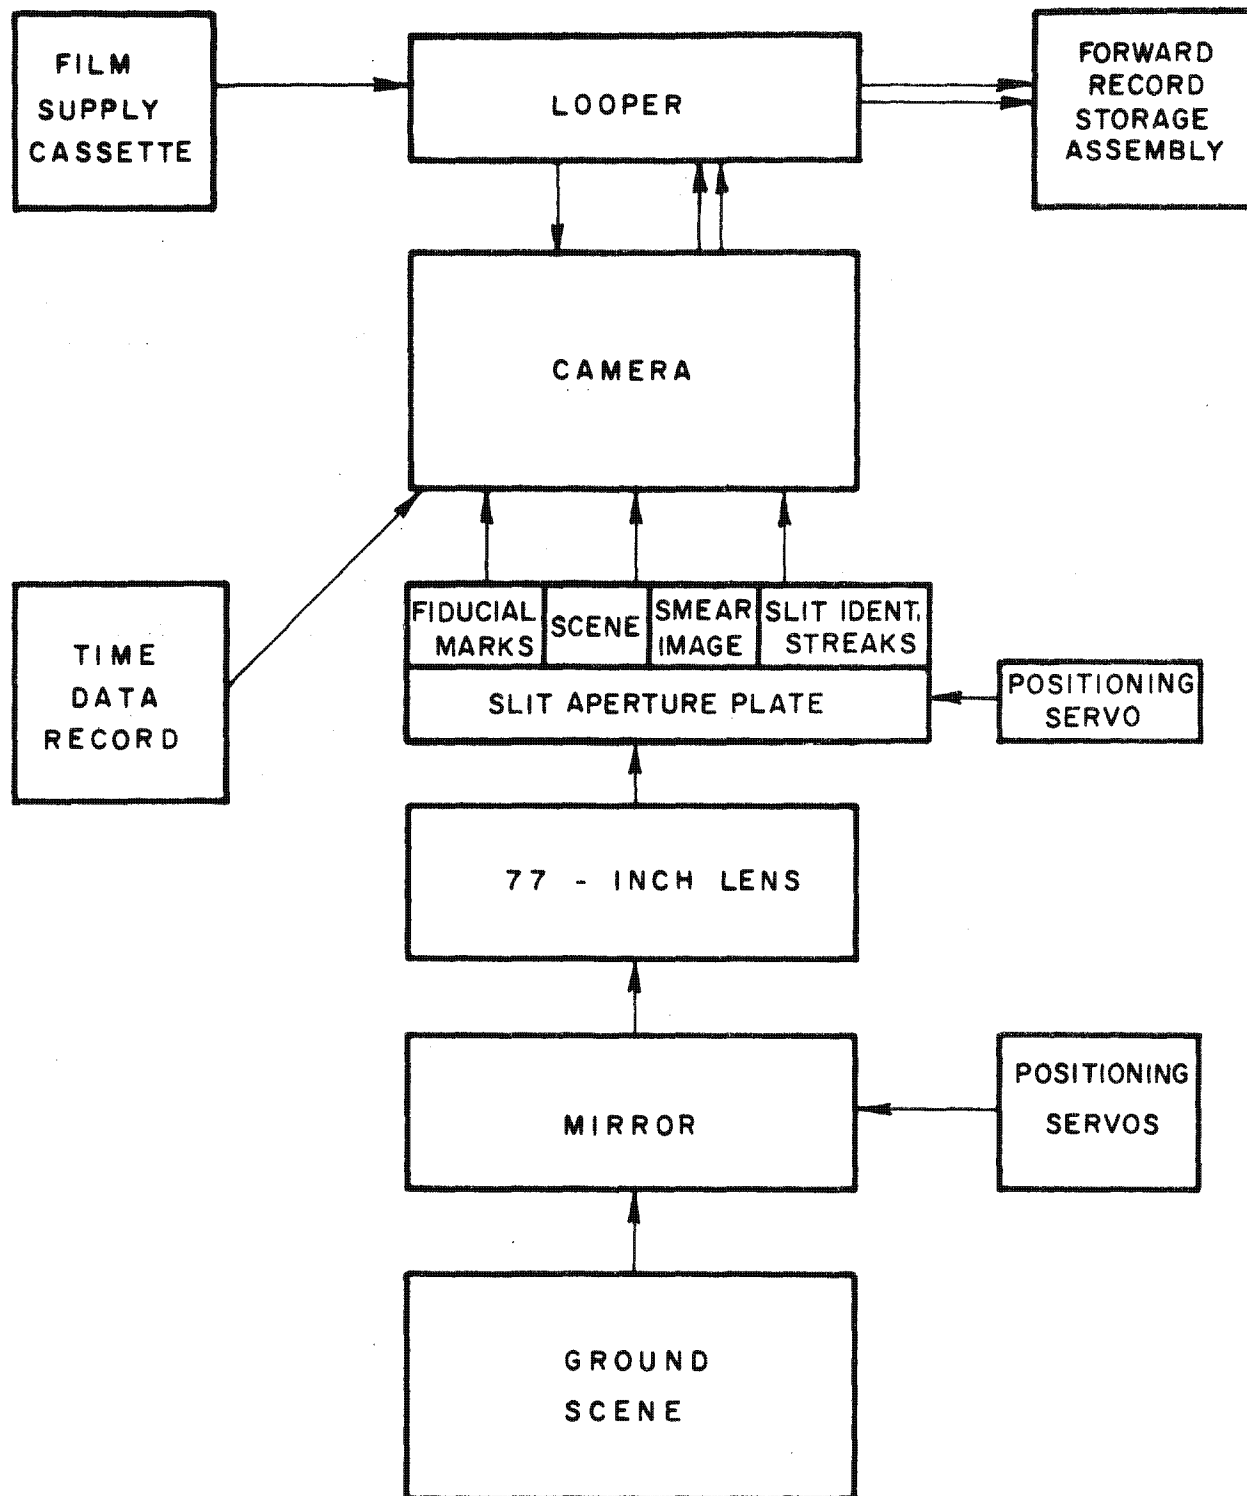 FILM
SUPPLY
CASSETTE
LOOPER
FORWARD
RECORD
STORAGE
ASSEMBLY
CAMERA
FIDUCIAL
MARKS
SCENE
SMEAR
IMAGE
SLIT IDENT.
STREAKS
TIME
DATA
RECORD
SLIT APERTURE PLATE
POSITIONING
SERVO
77 - INCH LENS
MIRROR
POSITIONING
SERVOS
GROUND
SCENE